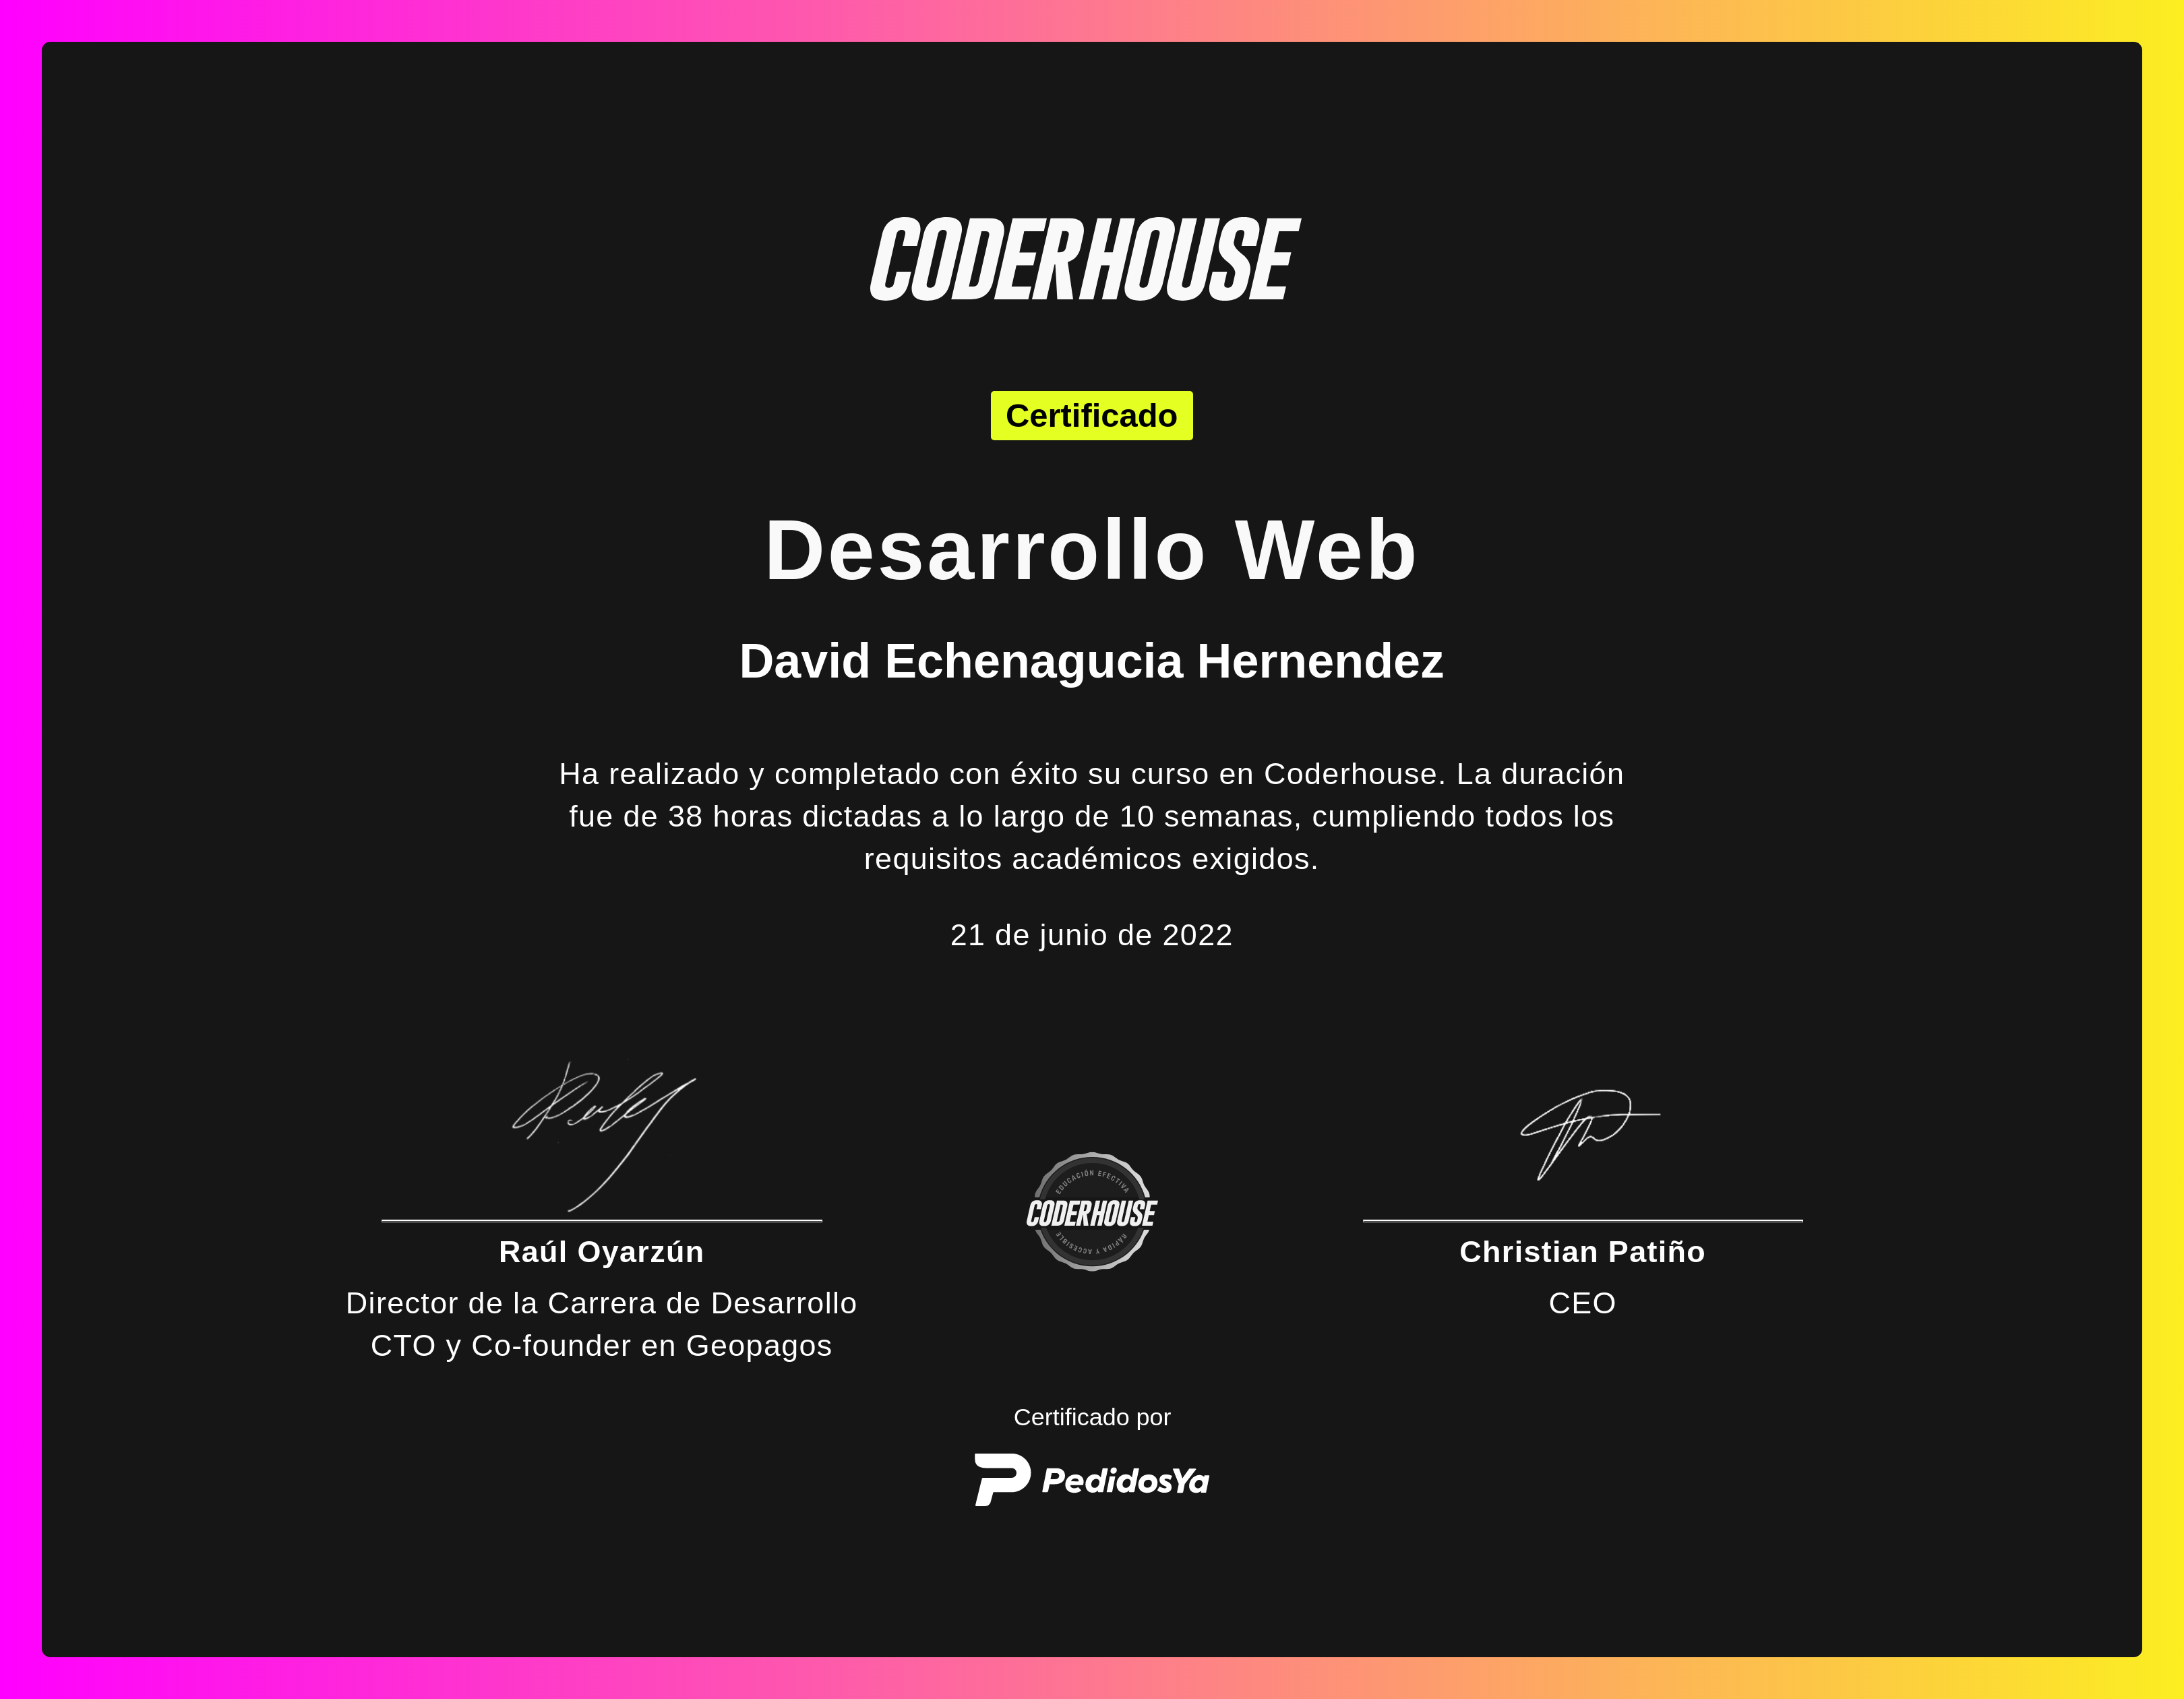 CODERHOUSE
Certificado
Desarrollo Web
David Echenagucia Hernendez
Ha realizado y completado con éxito su curso en Coderhouse. La duración
fue de 38 horas dictadas a lo largo de 10 semanas, cumpliendo todos los
requisitos académicos exigidos.
21 de junio de 2022
EDUCACIÓN EFECTIVA
CODERHOUSE
RÁPIDA Y ACCESIBLE
Raúl Oyarzún
Director de la Carrera de Desarrollo
CTO y Co-founder en Geopagos
Christian Patiño
CEO
Certificado por
PedidosYa